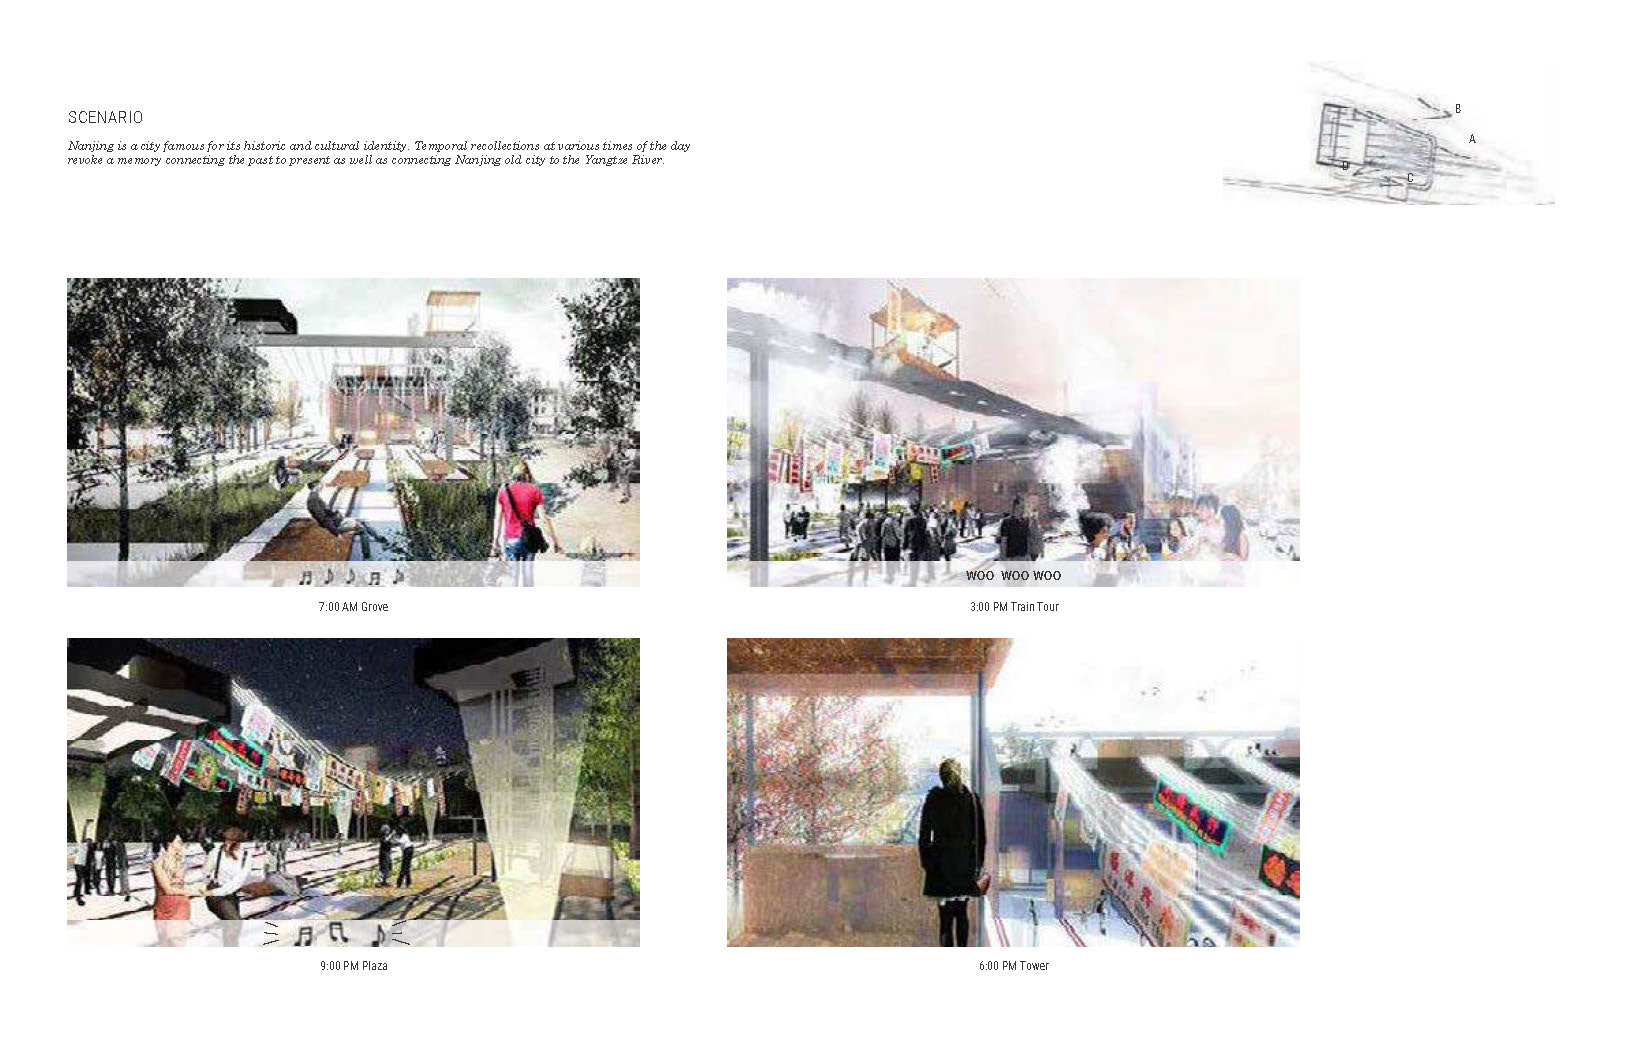 SCENARIO
Nanjing is a city famous for its historic and cultural identity. Temporal recollections at various times of the day
revoke a memory connecting the past to present as well as connecting Nanjing old city to the Yangtze River.
B
A
D
C
WOO WOO WOO
7:00 AM Grove
3:00 PM Train Tour
9:00 PM Plaza
6:00 PM Tower